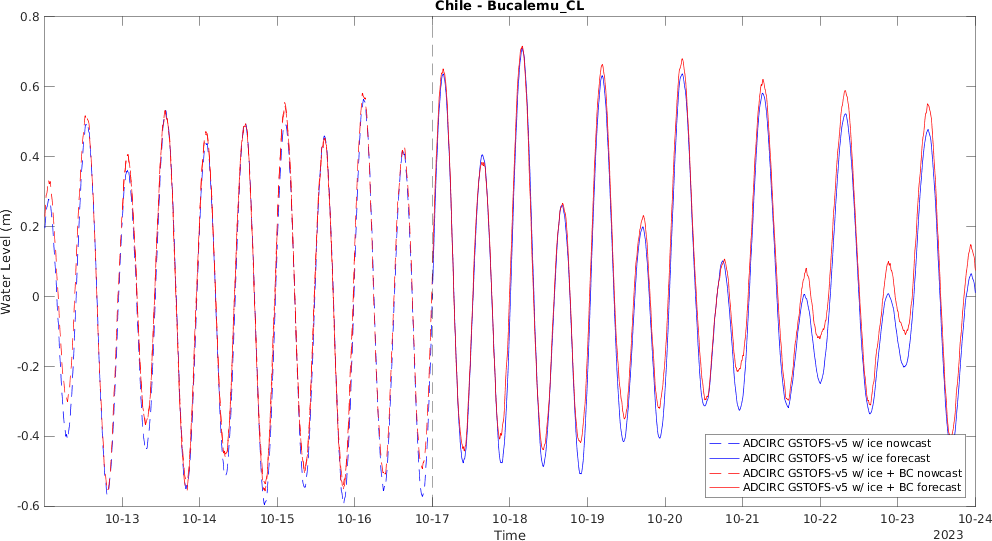 Chile - Bucalemu_CL
Water Level (m)
0.8
0.6
0.4
0.2
0
-0.2
-0.4
-0.6
ADCIRC GSTOFS-v5 w/ ice nowcast
ADCIRC GSTOFS-v5 w/ ice forecast
ADCIRC GSTOFS-v5 w/ ice + BC nowcast
ADCIRC GSTOFS-v5 w/ ice + BC forecast
10-13 10-14 10-15 10-16 10-17 10-18 10-19 10-20 10-21 10-22 10-23 10-24
Time
2023